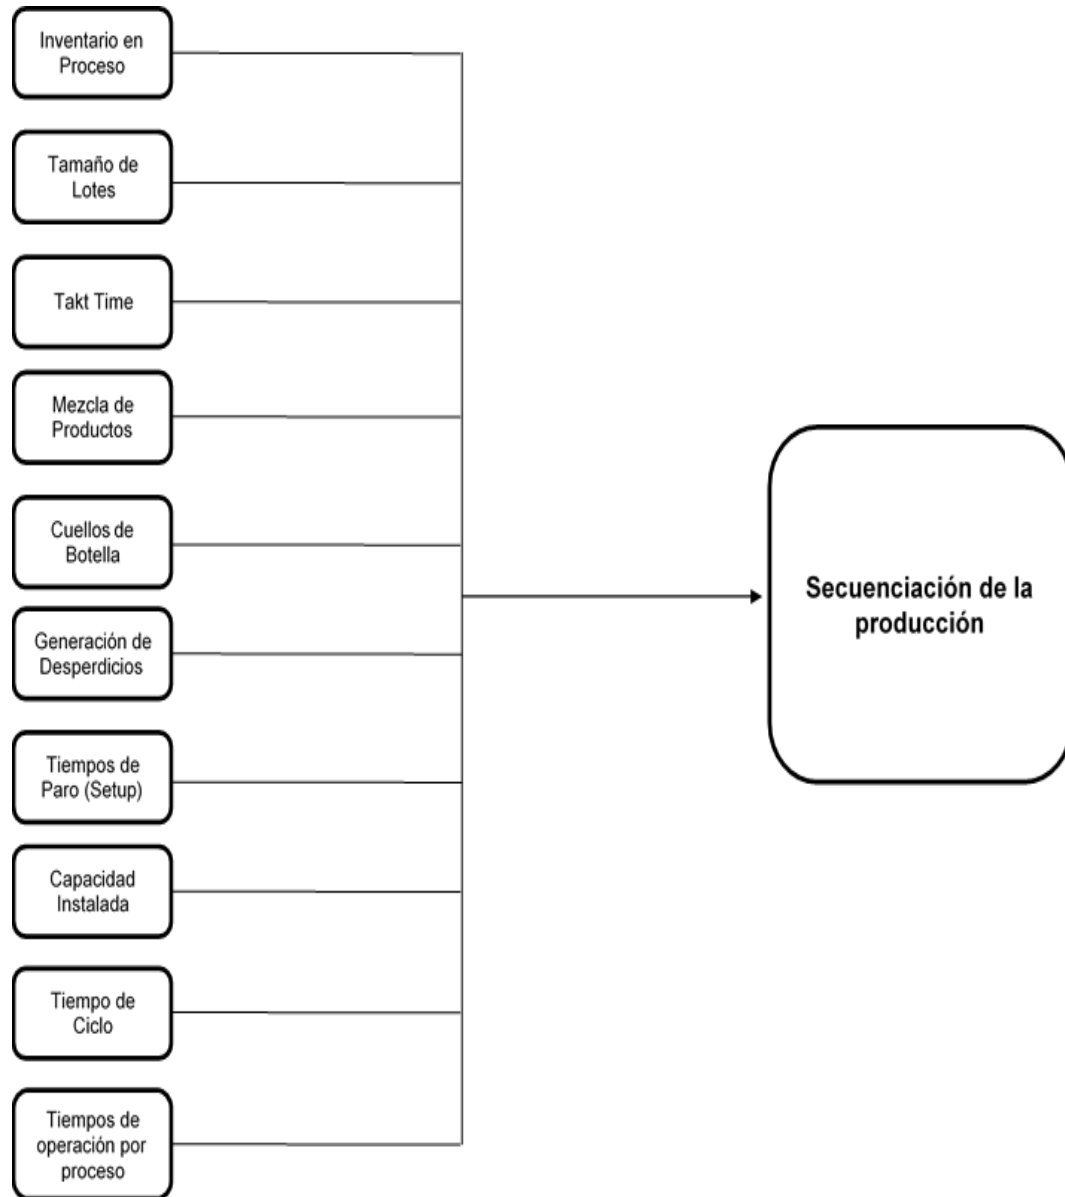 Inventario en
Proceso
Tamaño de
Lotes
Takt Time
Mezcla de
Productos
Cuellos de
Botella
Generación de
Desperdicios
Tiempos de
Paro (Setup)
Capacidad
Instalada
Tiempo de
Ciclo
Tiempos de
operación por
proceso
Secuenciación de la
producción